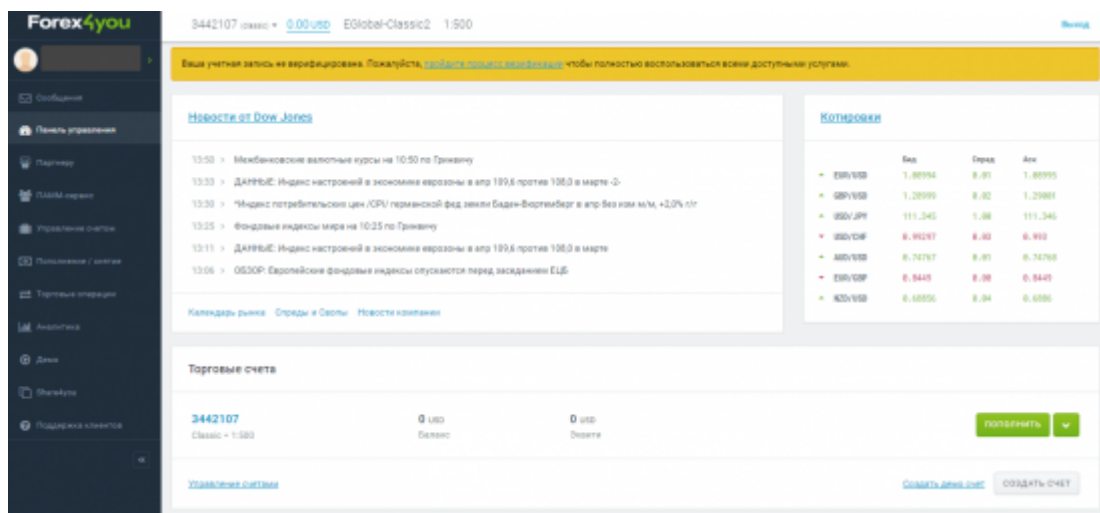 Forex4you
3442107 (classic) 0.00 USD EGlobal-Classic2 1:500 Выход
Ваша учетная запись не верифицирована. Пожалуйста, пройдите процесс верификации чтобы полностью воспользоваться всеми доступными услугами.
Сообщения
Панель управления
Партнеру
ПАММ-сервис
Управление счетом
Пополнение / снятие
Торговые операции
Аналитика
Демо
Share4you
Поддержка клиентов
Новости от Dow Jones
13:50 > Межбанковские валютные курсы на 10:50 по Гринвичу
13:33 > ДАННЫЕ: Индекс настроений в экономике еврозоны в апр 109,6 против 108,0 в марте -2-
13:30 > *Индекс потребительских цен /CPI/ германской фед. земли Баден-Вюртемберг в апр без изм м/м, +2,0% г/г
13:25 > Фондовые индексы мира на 10:25 по Гринвичу
13:11 > ДАННЫЕ: Индекс настроений в экономике еврозоны в апр 109,6 против 108,0 в марте
13:06 > ОБЗОР: Европейские фондовые индексы опускаются перед заседанием ЕЦБ
Календарь рынка Спреды и Свопы Новости компании
Котировки
Бид Спред Аск
EUR/USD 1.08994 0.01 1.08995
GBP/USD 1.28999 0.02 1.29001
USD/JPY 111.345 1.00 111.346
USD/CHF 0.99297 0.03 0.993
AUD/USD 0.74767 0.01 0.74768
EUR/GBP 0.8449 0.00 0.8449
NZD/USD 0.68856 0.04 0.6886
Торговые счета
3442107 0 USD 0 USD ПОПОЛНИТЬ
Classic • 1:500 Баланс Эквити
Управление счетами Создать демо счет СОЗДАТЬ СЧЕТ